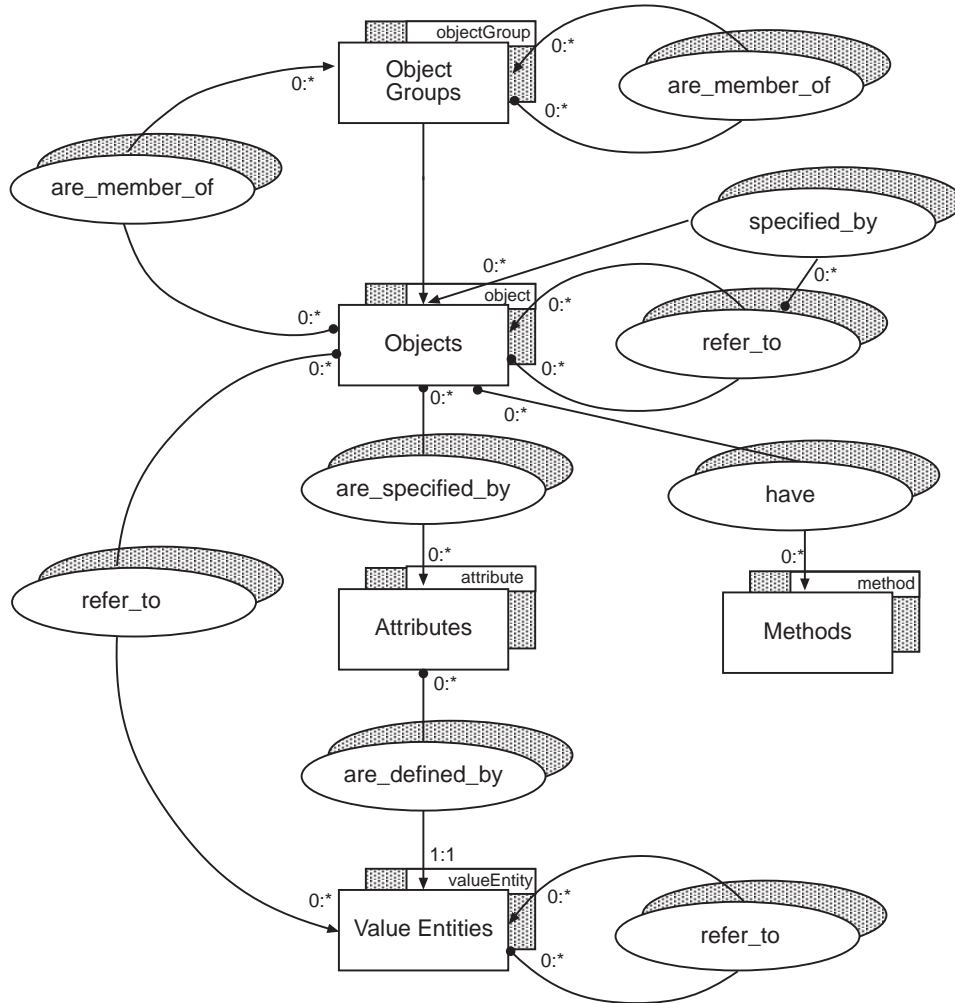 objectGroup
0:*
Object
Groups
0:*
are_member_of
0:*
0:*
are_member_of
specified_by
0:*
0:*
object
0:*
0:*
Objects
refer_to
0:*
0:*
0:*
0:*
are_specified_by
have
0:*
0:*
attribute
method
refer_to
Attributes
Methods
0:*
are_defined_by
1:1
valueEntity
0:*
0:*
Value Entities
refer_to
0:*